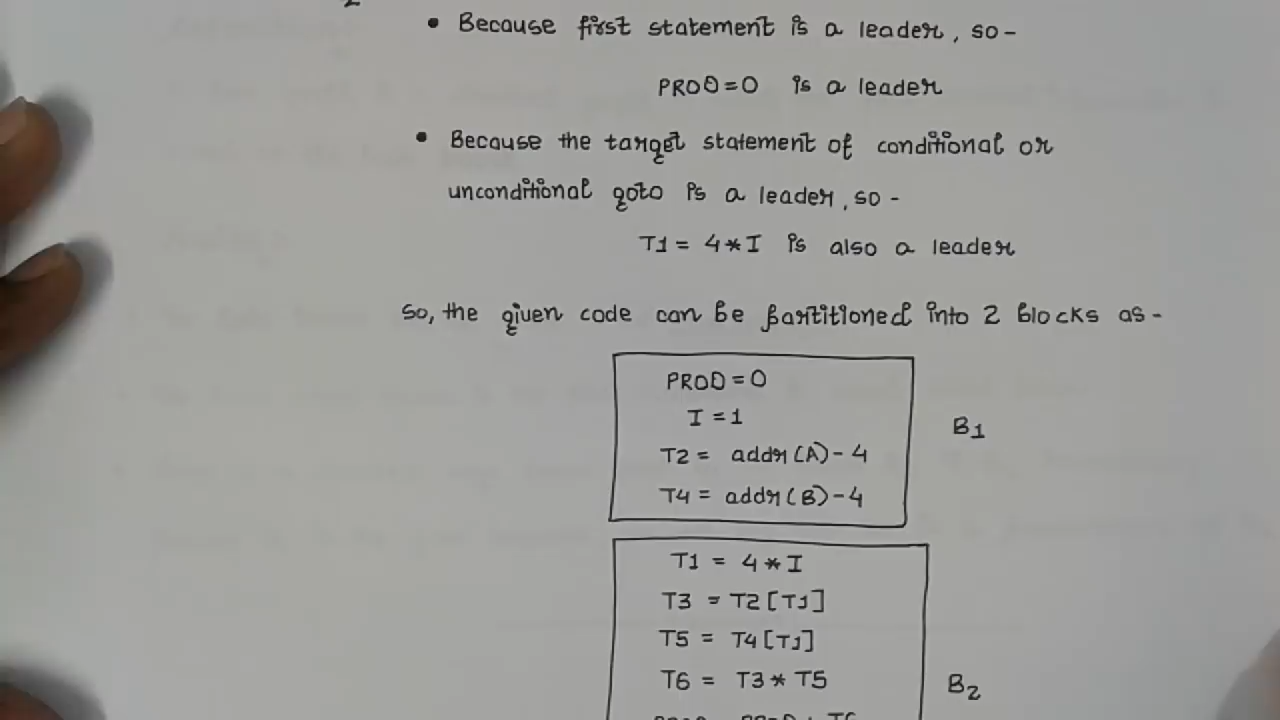 • Because first statement is a leader, so-
PROD=0 is a leader
• Because the target statement of conditional or
unconditional goto is a leader, so -
T1 = 4*I is also a leader
So, the given code can be partitioned into 2 blocks as -
PROD = 0
I = 1
T2 = addr(A)-4
T4 = addr(B)-4
B1
T1 = 4*I
T3 = T2[T1]
T5 = T4[T1]
T6 = T3*T5
B2